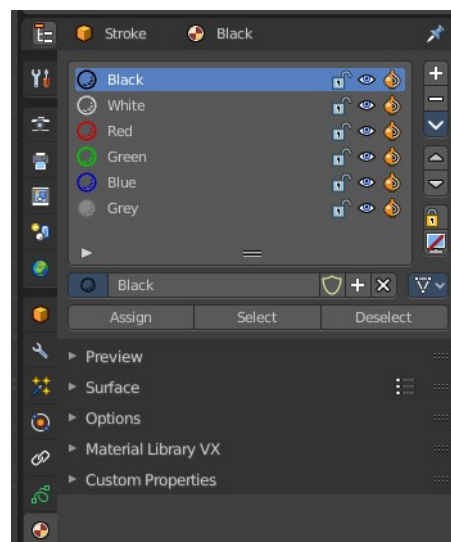 Stroke Black
Black
White
Red
Green
Blue
Grey
Black
Assign Select Deselect
Preview
Surface
Options
Material Library VX
Custom Properties